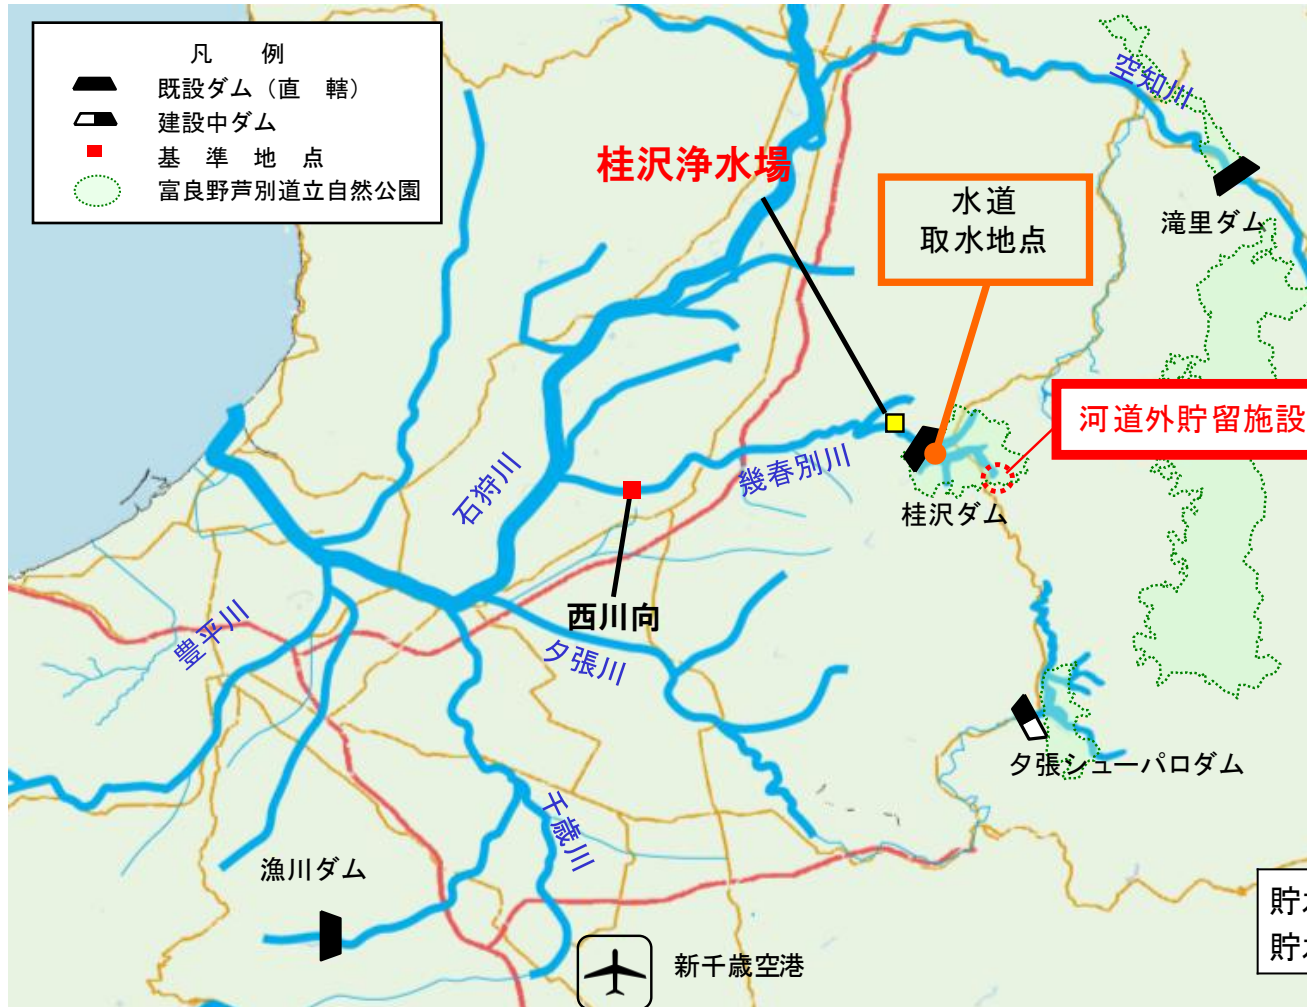 凡　例
既設ダム（直　轄）
建設中ダム
基　準　地　点
富良野芦別道立自然公園
桂沢浄水場
水道
取水地点
空知川
滝里ダム
河道外貯留施設
幾春別川
桂沢ダム
石狩川
西川向
夕張川
豊平川
夕張シューパロダム
千歳川
漁川ダム
新千歳空港
貯
貯